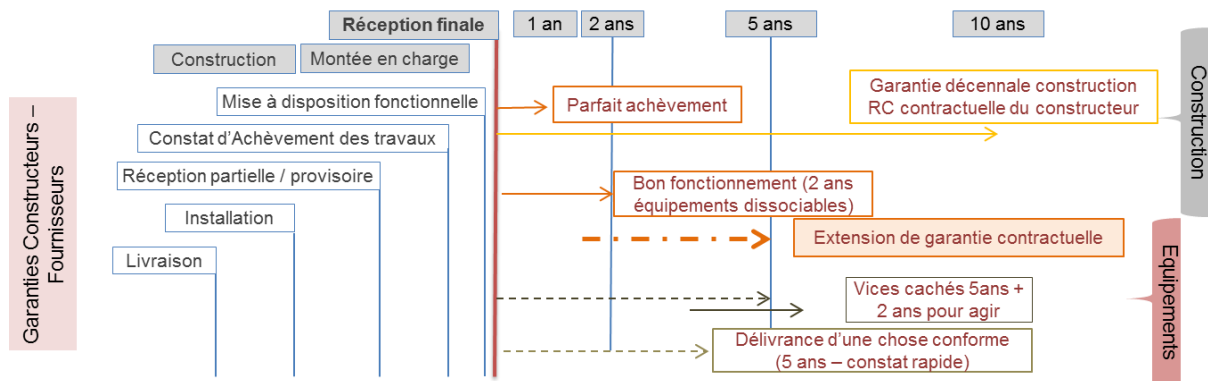 Réception finale
1 an
2 ans
5 ans
10 ans
Construction
Montée en charge
Mise à disposition fonctionnelle
Parfait achèvement
Garantie décennale construction
RC contractuelle du constructeur
Constat d'Achèvement des travaux
Réception partielle / provisoire
Bon fonctionnement (2 ans
équipements dissociables)
Installation
Extension de garantie contractuelle
Livraison
Vices cachés 5ans +
2 ans pour agir
Délivrance d'une chose conforme
(5 ans – constat rapide)
Garanties Constructeurs –
Fournisseurs
Construction
Equipements